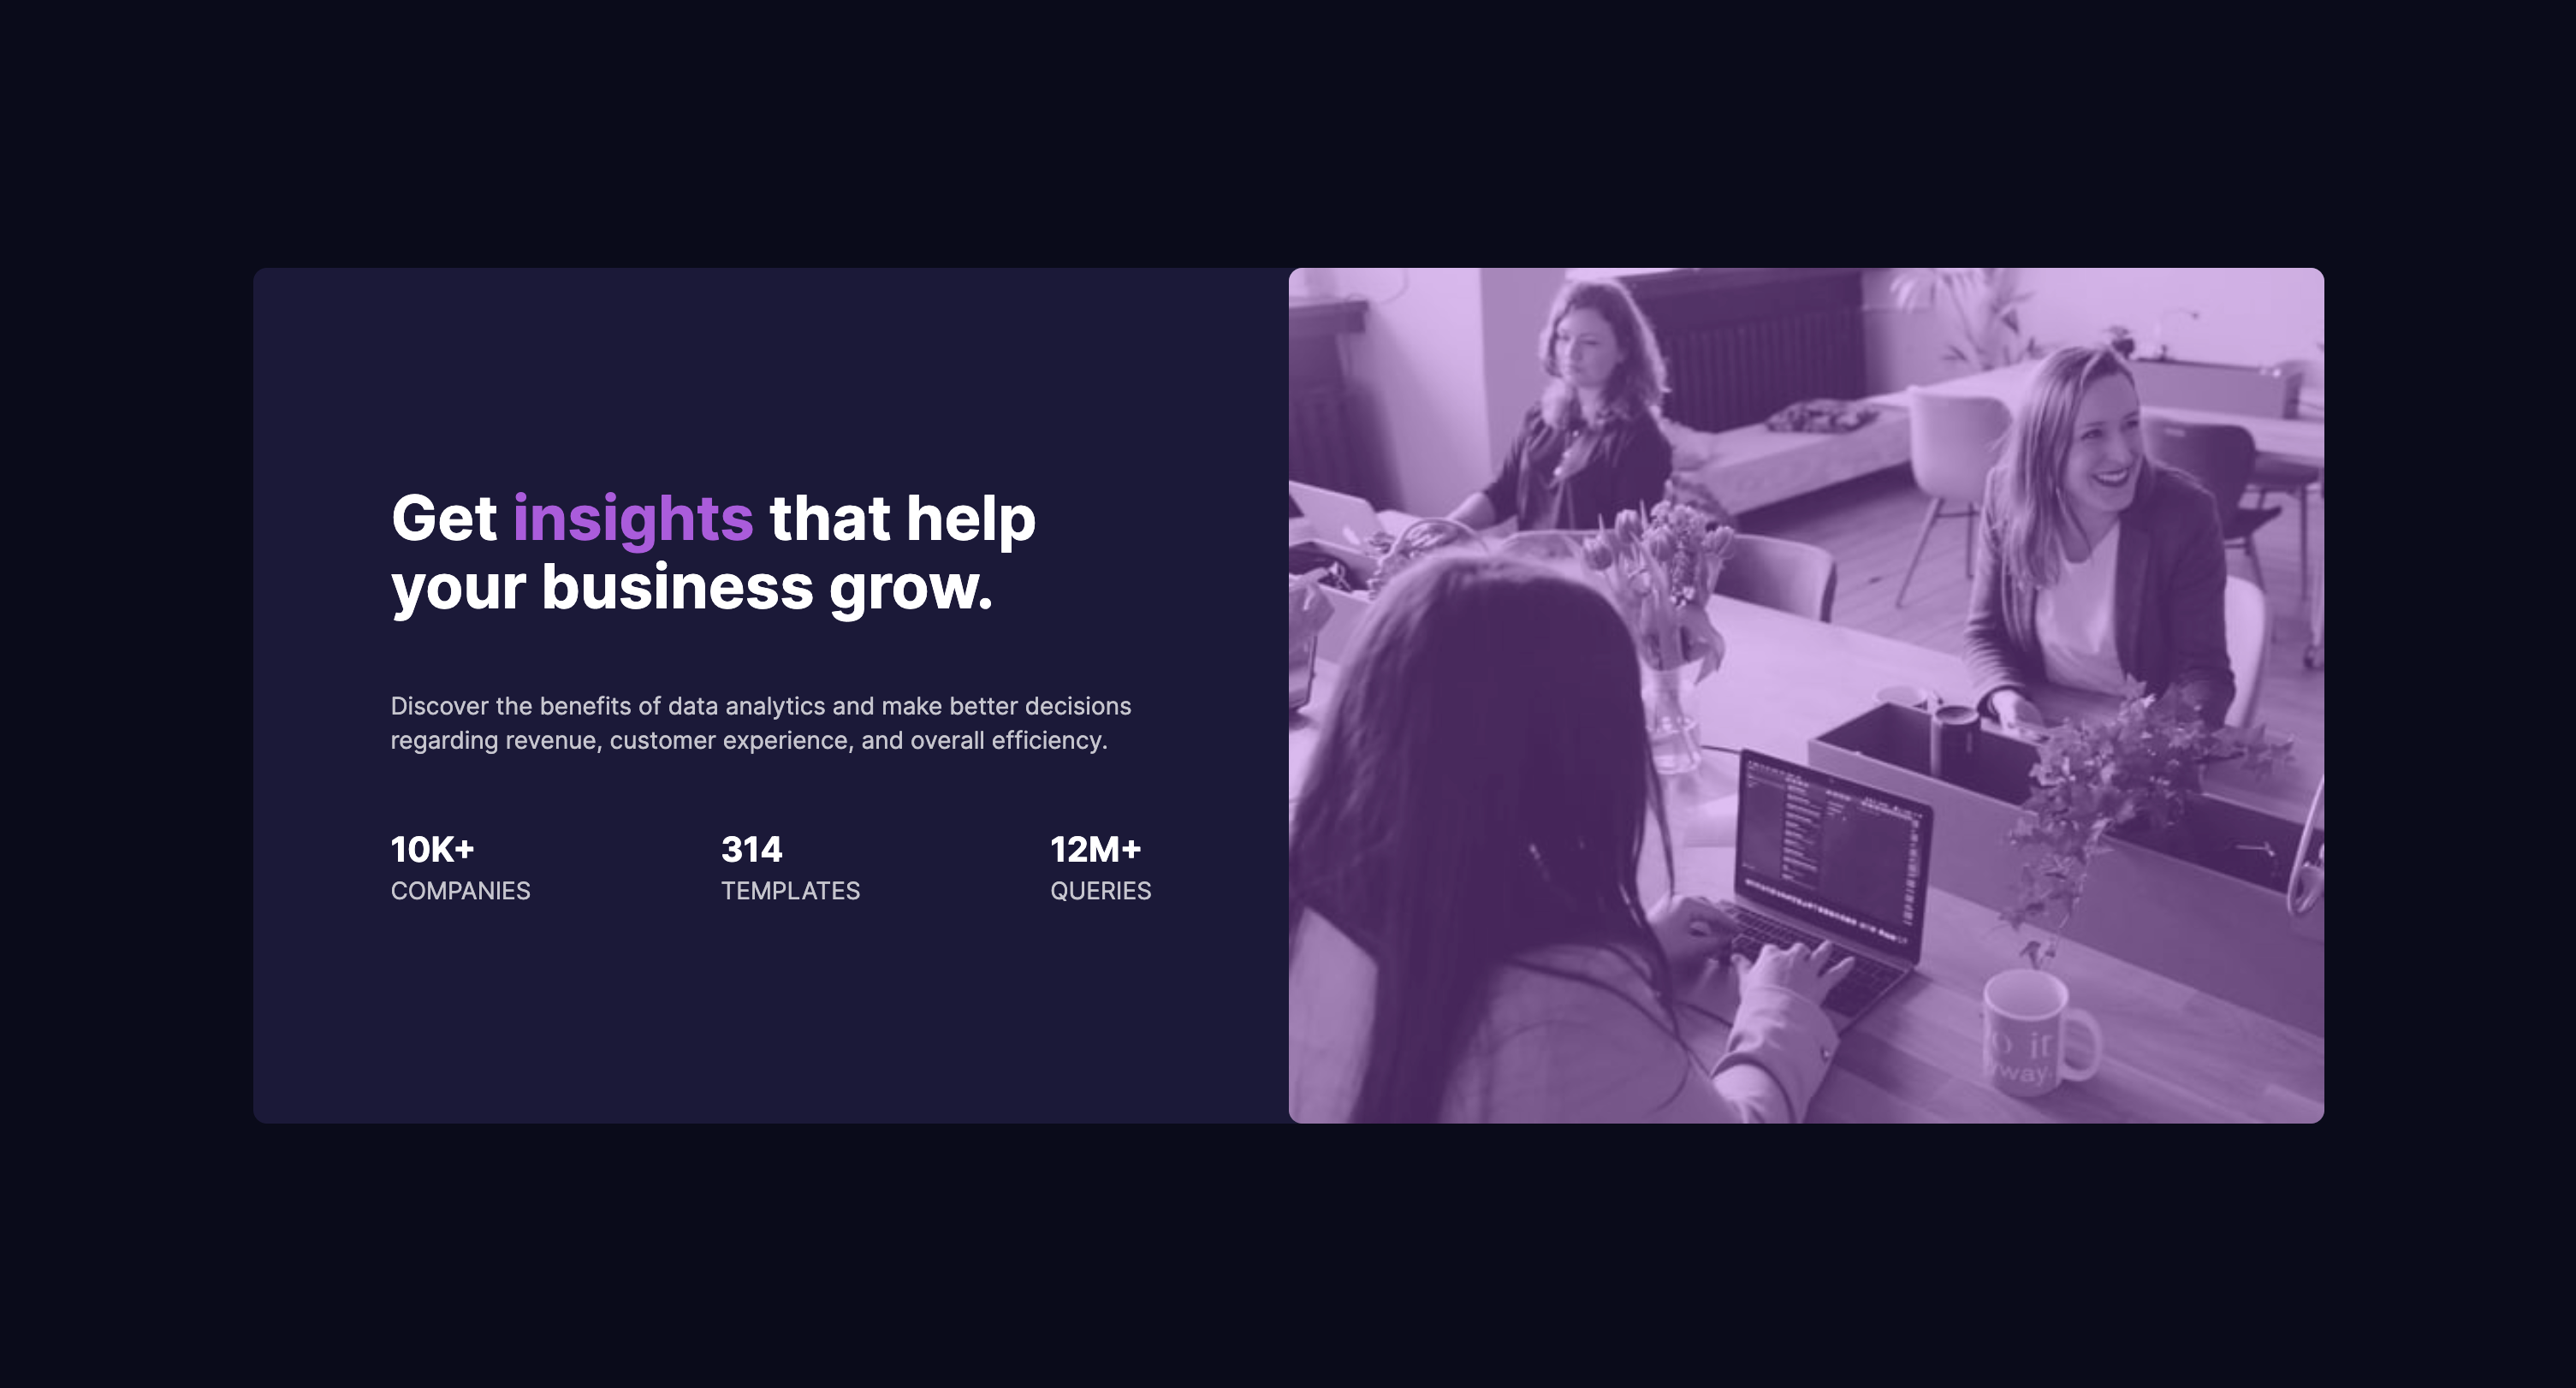 Get insights that help
your business grow.
Discover the benefits of data analytics and make better decisions
regarding revenue, customer experience, and overall efficiency.
10K+
COMPANIES
314
TEMPLATES
12M+
QUERIES